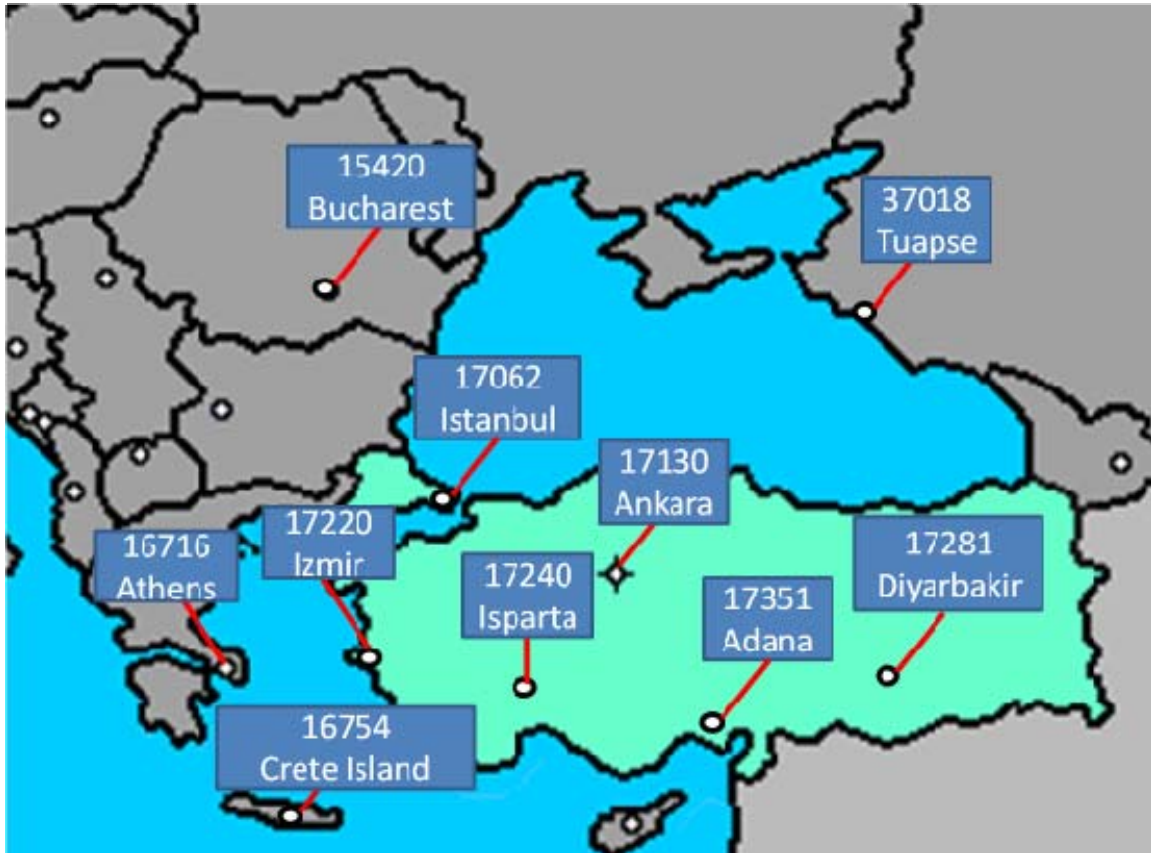 15420
Bucharest
37018
Tuapse
17062
Istanbul
17130
Ankara
17220
Izmir
16716
Athens
17240
Isparta
17281
Diyarbakir
17351
Adana
16754
Crete Island